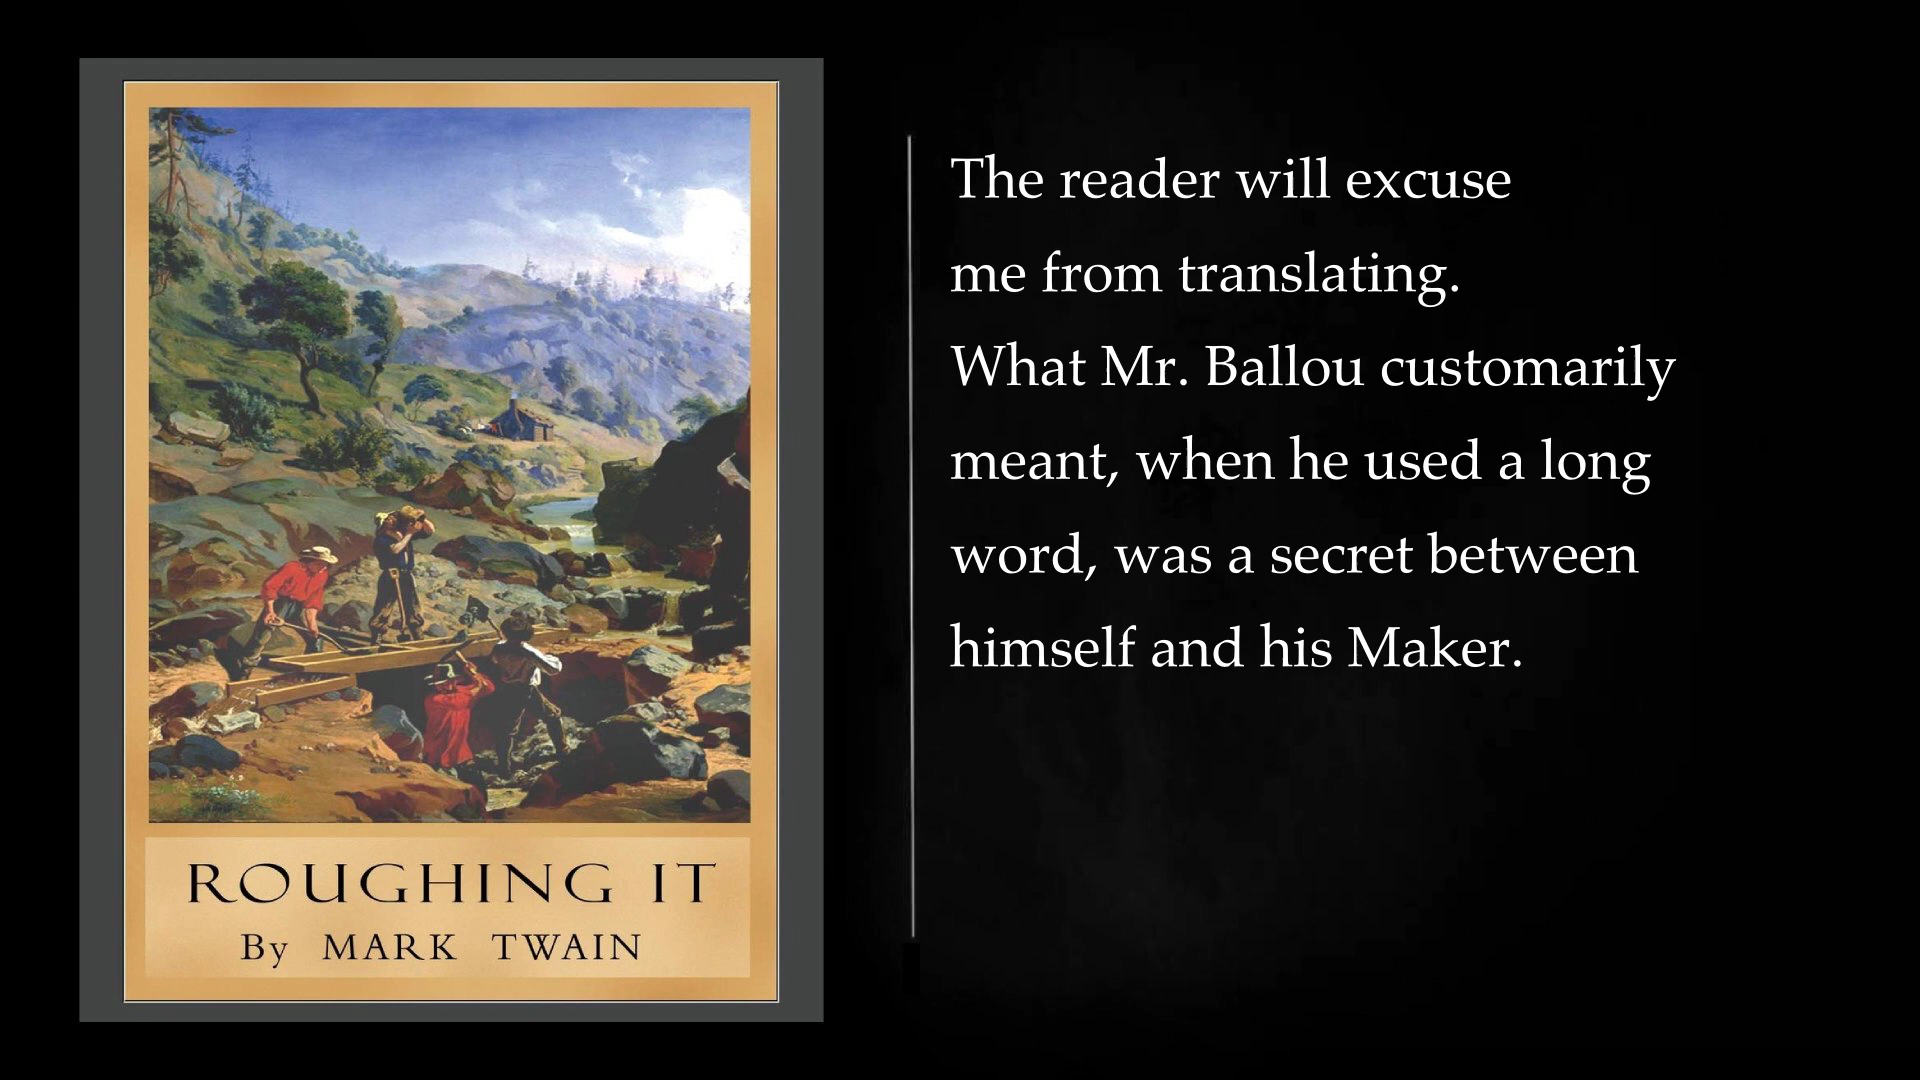 ROUGHING IT
By MARK TWAIN
The reader will excuse
me from translating.
What Mr. Ballou customarily
meant, when he used a long
word, was a secret between
himself and his Maker.